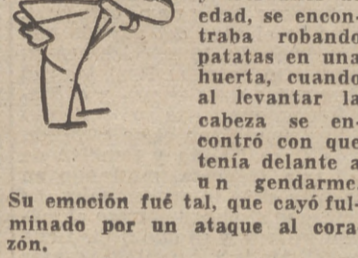 edad, se encon-
traba robando
patatas en una
huerta, cuando
al levantar la
cabeza se en-
contró con que
tenía delante a
un gendarme.
Su emoción fué tal, que cayó ful-
minado por un ataque al cora
zón.